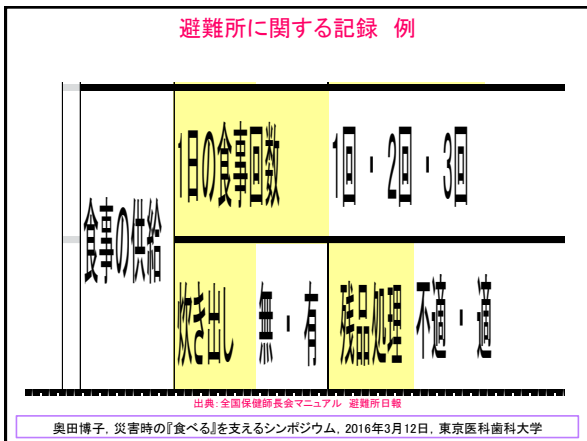 避難所に関する記録 例
1日の食事回数 1回・2回・3回
食事の供給
炊き出し 無・有 残品処理 不適・適
出典:全国保健師長会マニュアル 避難所日報
奥田博子, 災害時の『食べる』を支えるシンポジウム, 2016年3月12日, 東京医科歯科大学